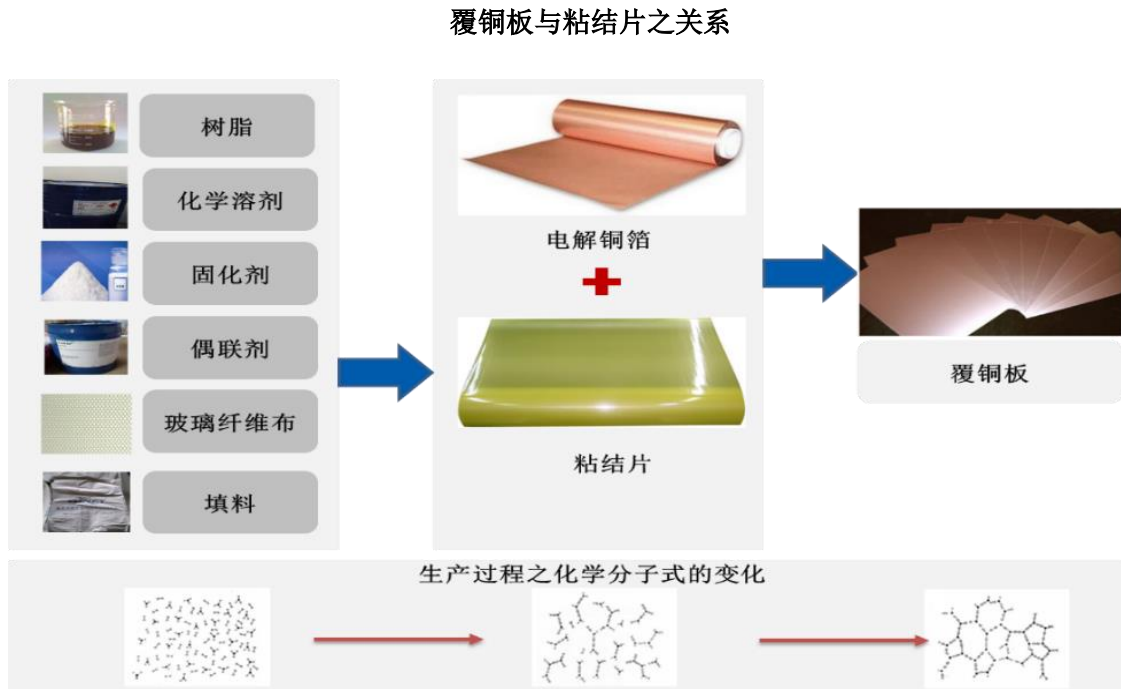 覆铜板与粘结片之关系
树脂
化学溶剂
固化剂
偶联剂
玻璃纤维布
填料
电解铜箔
粘结片
覆铜板
生产过程之化学分子式的变化